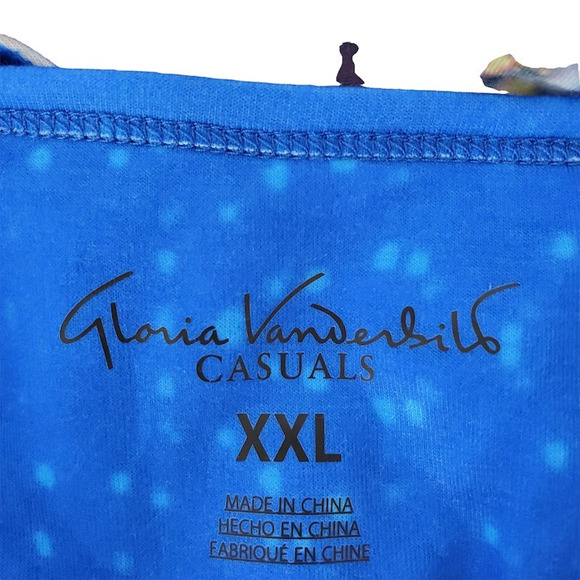 Gloria Vanderbilt
CASUALS
XXL
MADE IN CHINA
HECHO EN CHINA
FABRIQUÉ EN CHINE